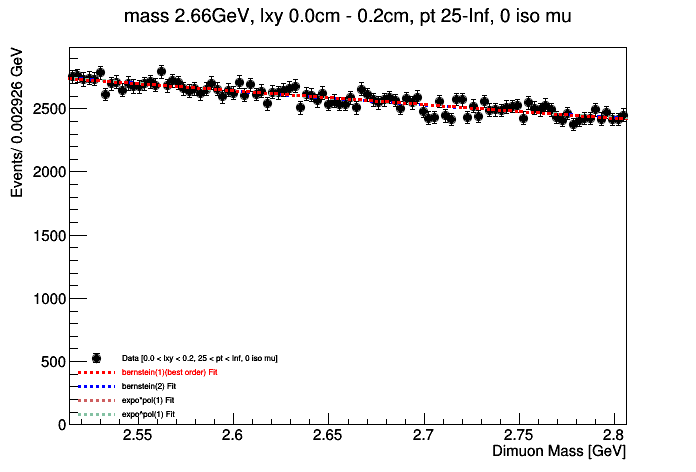 mass 2.66GeV, lxy 0.0cm - 0.2cm, pt 25-Inf, 0 iso mu
Events/ 0.002926 GeV
2500
2000
1500
1000
500
0
Data [0.0 < lxy < 0.2, 25 < pt < Inf, 0 iso mu]
bernstein(1)(best order) Fit
bernstein(2) Fit
expo*pol(1) Fit
expo^pol(1) Fit
2.55 2.6 2.65 2.7 2.75 2.8
Dimuon Mass [GeV]